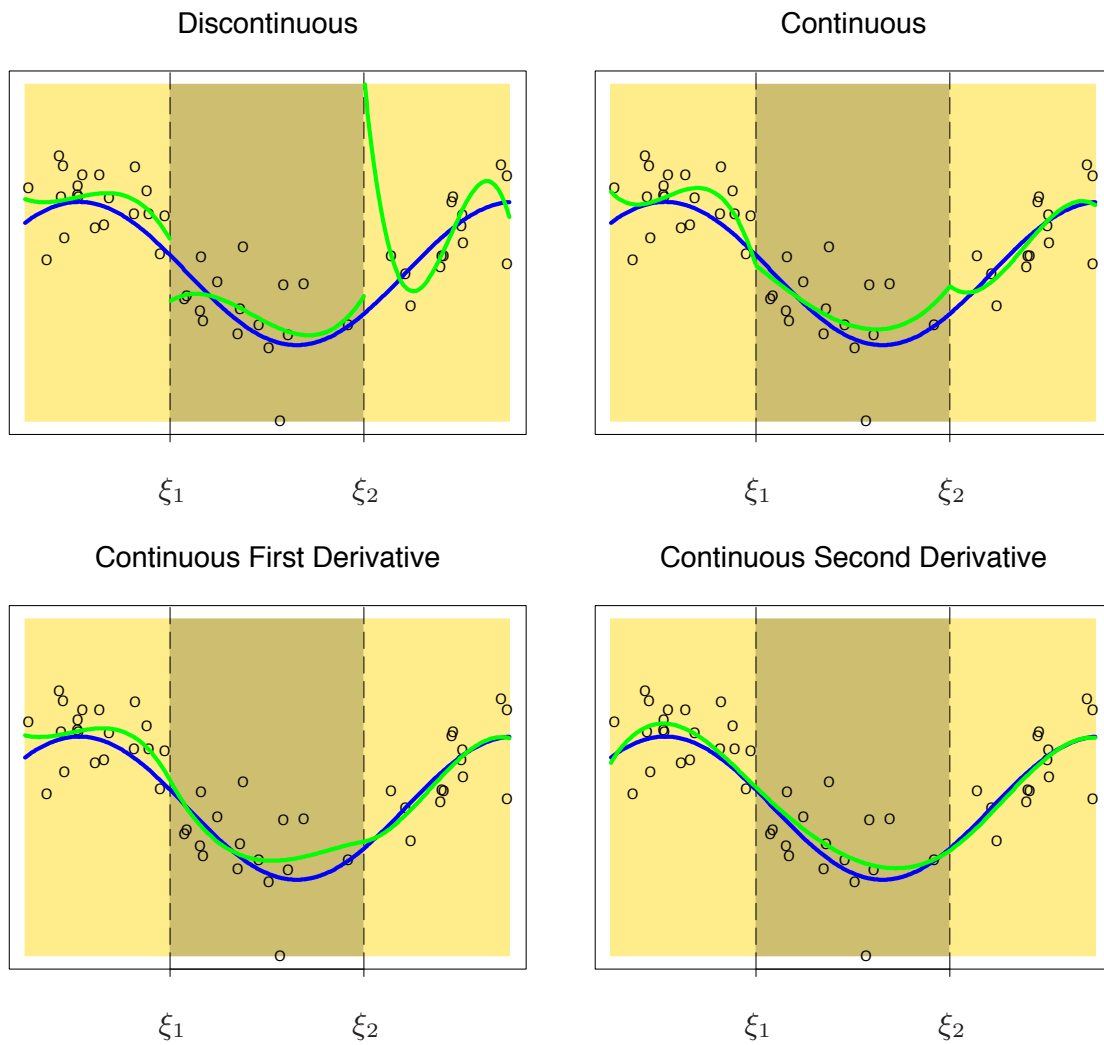 Discontinuous
Continuous
ξ1 ξ2
ξ1 ξ2
Continuous First Derivative
Continuous Second Derivative
ξ1 ξ2
ξ1 ξ2